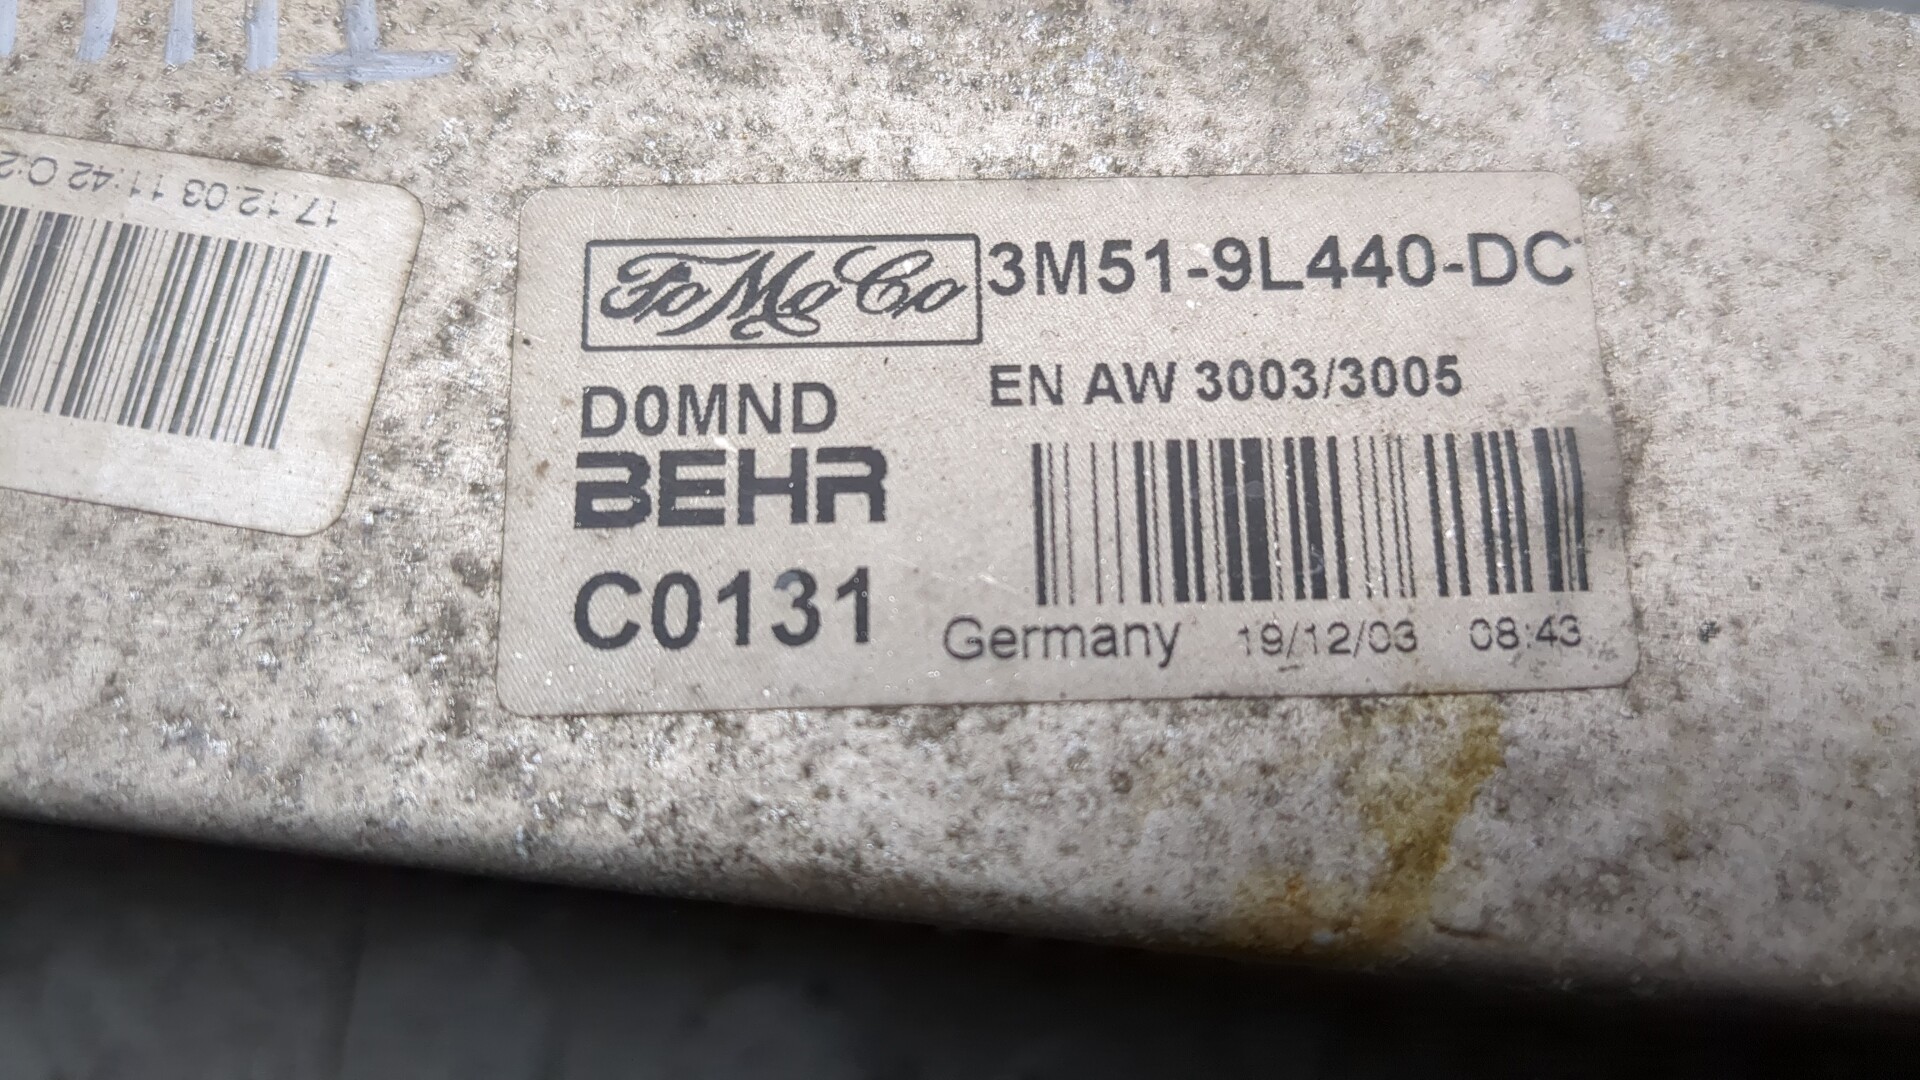 17.12.03 11:42 O:2
FoMoCo 3M51-9L440-DC
D0MND EN AW 3003/3005
BEHR
C0131
Germany 19/12/03 08:43